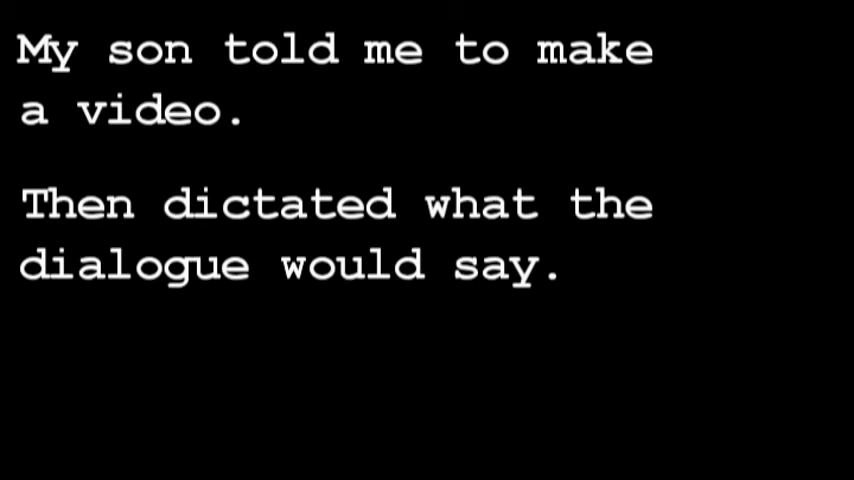 My son told me to make
a video.
Then dictated what the
dialogue would say.